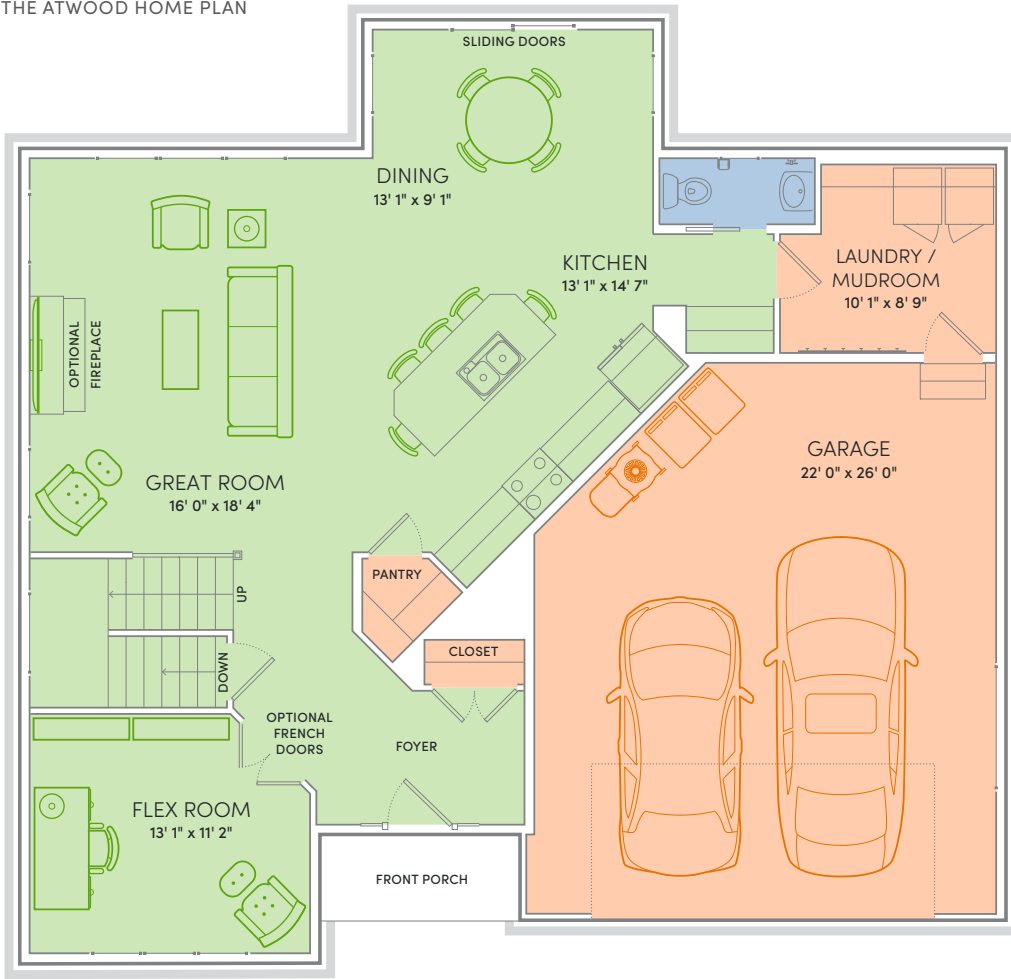 THE ATWOOD HOME PLAN
SLIDING DOORS
DINING
13' 1" x 9' 1"
KITCHEN
13' 1" x 14' 7"
LAUNDRY /
MUDROOM
10' 1" x 8' 9"
OPTIONAL
FIREPLACE
GREAT ROOM
16' 0" x 18' 4"
GARAGE
22' 0" x 26' 0"
PANTRY
UP
CLOSET
DOWN
OPTIONAL
FRENCH
DOORS
FOYER
FLEX ROOM
13' 1" x 11' 2"
FRONT PORCH